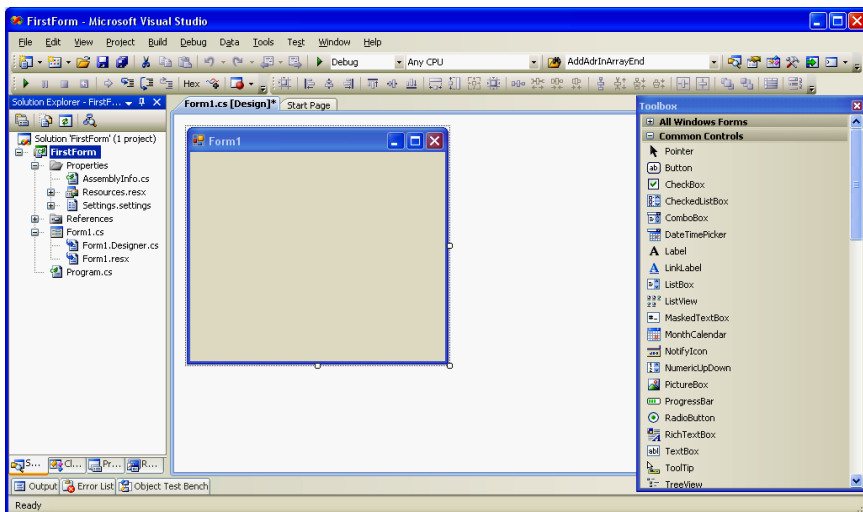 FirstForm - Microsoft Visual Studio
File Edit View Project Build Debug Data Tools Test Window Help
Debug Any CPU AddAdrInArrayEnd
Hex
Solution Explorer - FirstF...
Form1.cs [Design]* Start Page
Solution 'FirstForm' (1 project)
FirstForm
Properties
AssemblyInfo.cs
Resources.resx
Settings.settings
References
Form1.cs
Form1.Designer.cs
Form1.resx
Program.cs
Form1
Toolbox
All Windows Forms
Common Controls
Pointer
Button
CheckBox
CheckedListBox
ComboBox
DateTimePicker
Label
LinkLabel
ListBox
ListView
MaskedTextBox
MonthCalendar
NotifyIcon
NumericUpDown
PictureBox
ProgressBar
RadioButton
RichTextBox
TextBox
ToolTip
TreeView
S... Cl... Pr... R...
Output Error List Object Test Bench
Ready